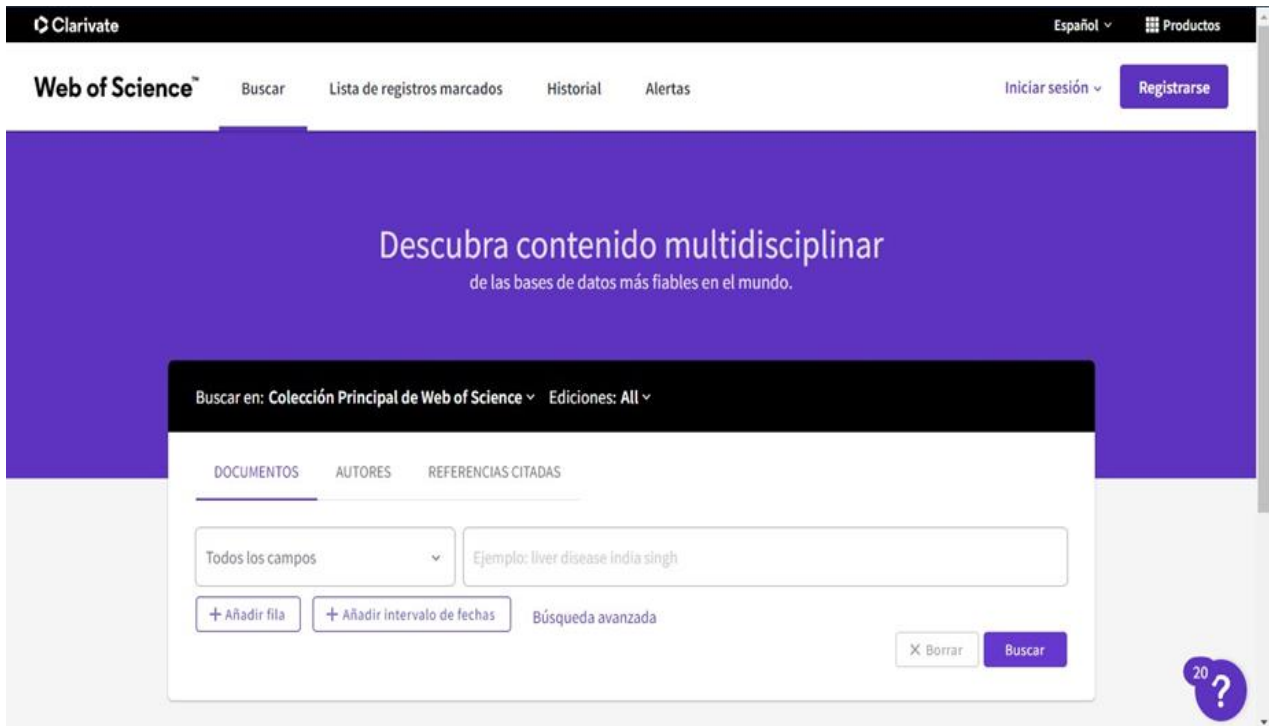 Clarivate Español Productos
Web of Science™ Buscar Lista de registros marcados Historial Alertas Iniciar sesión Registrarse
Descubra contenido multidisciplinar
de las bases de datos más fiables en el mundo.
Buscar en: Colección Principal de Web of Science Ediciones: All
DOCUMENTOS AUTORES REFERENCIAS CITADAS
Todos los campos Ejemplo: liver disease india singh
+ Añadir fila + Añadir intervalo de fechas Búsqueda avanzada
X Borrar Buscar
20 ?